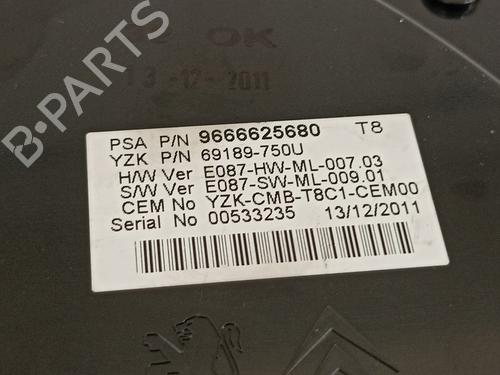 OK
13-12-2011
PSA P/N 9666625680 T8
YZK P/N 69189-750U
H/W Ver E087-HW-ML-007.03
S/W Ver E087-SW-ML-009.01
CEM No YZK-CMB-T8C1-CEM00
Serial No 00533235 13/12/2011
B-PARTS